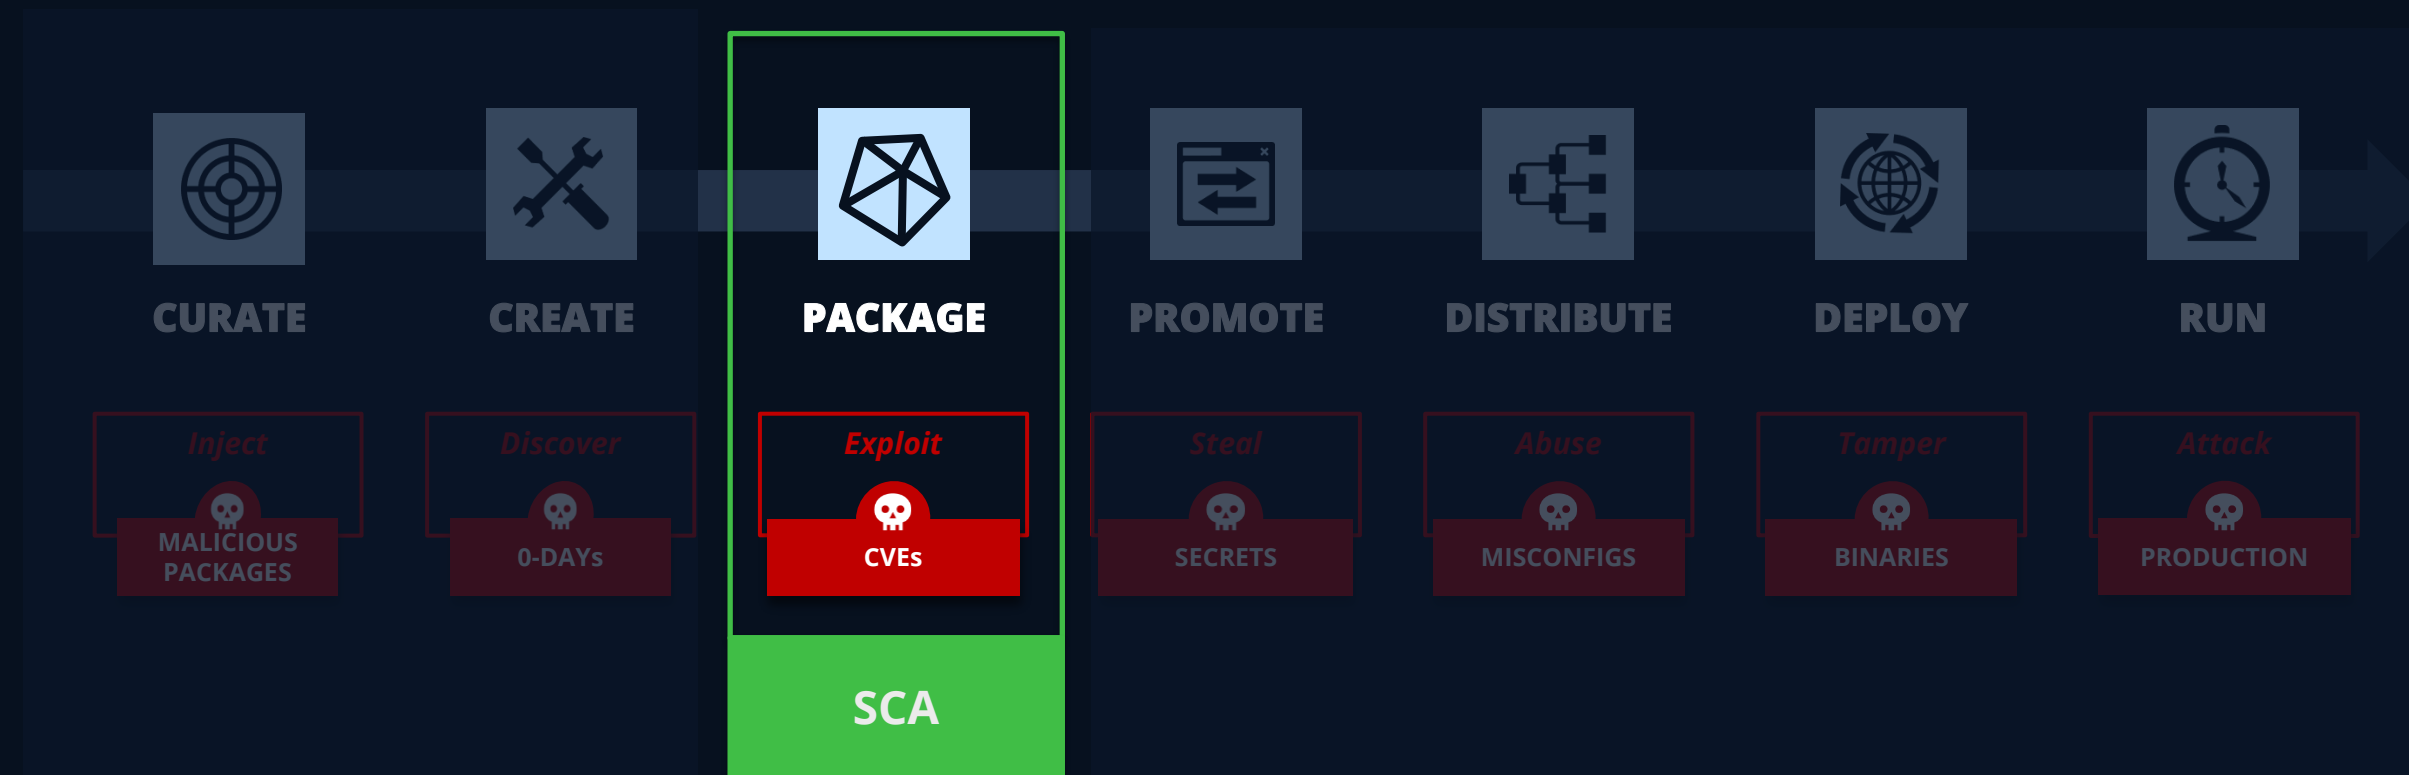 CURATE
CREATE
PACKAGE
PROMOTE
DISTRIBUTE
DEPLOY
RUN
Inject
MALICIOUS
PACKAGES
Discover
0-DAYs
Exploit
CVEs
Steal
SECRETS
Abuse
MISCONFIGS
Tamper
BINARIES
Attack
PRODUCTION
SCA